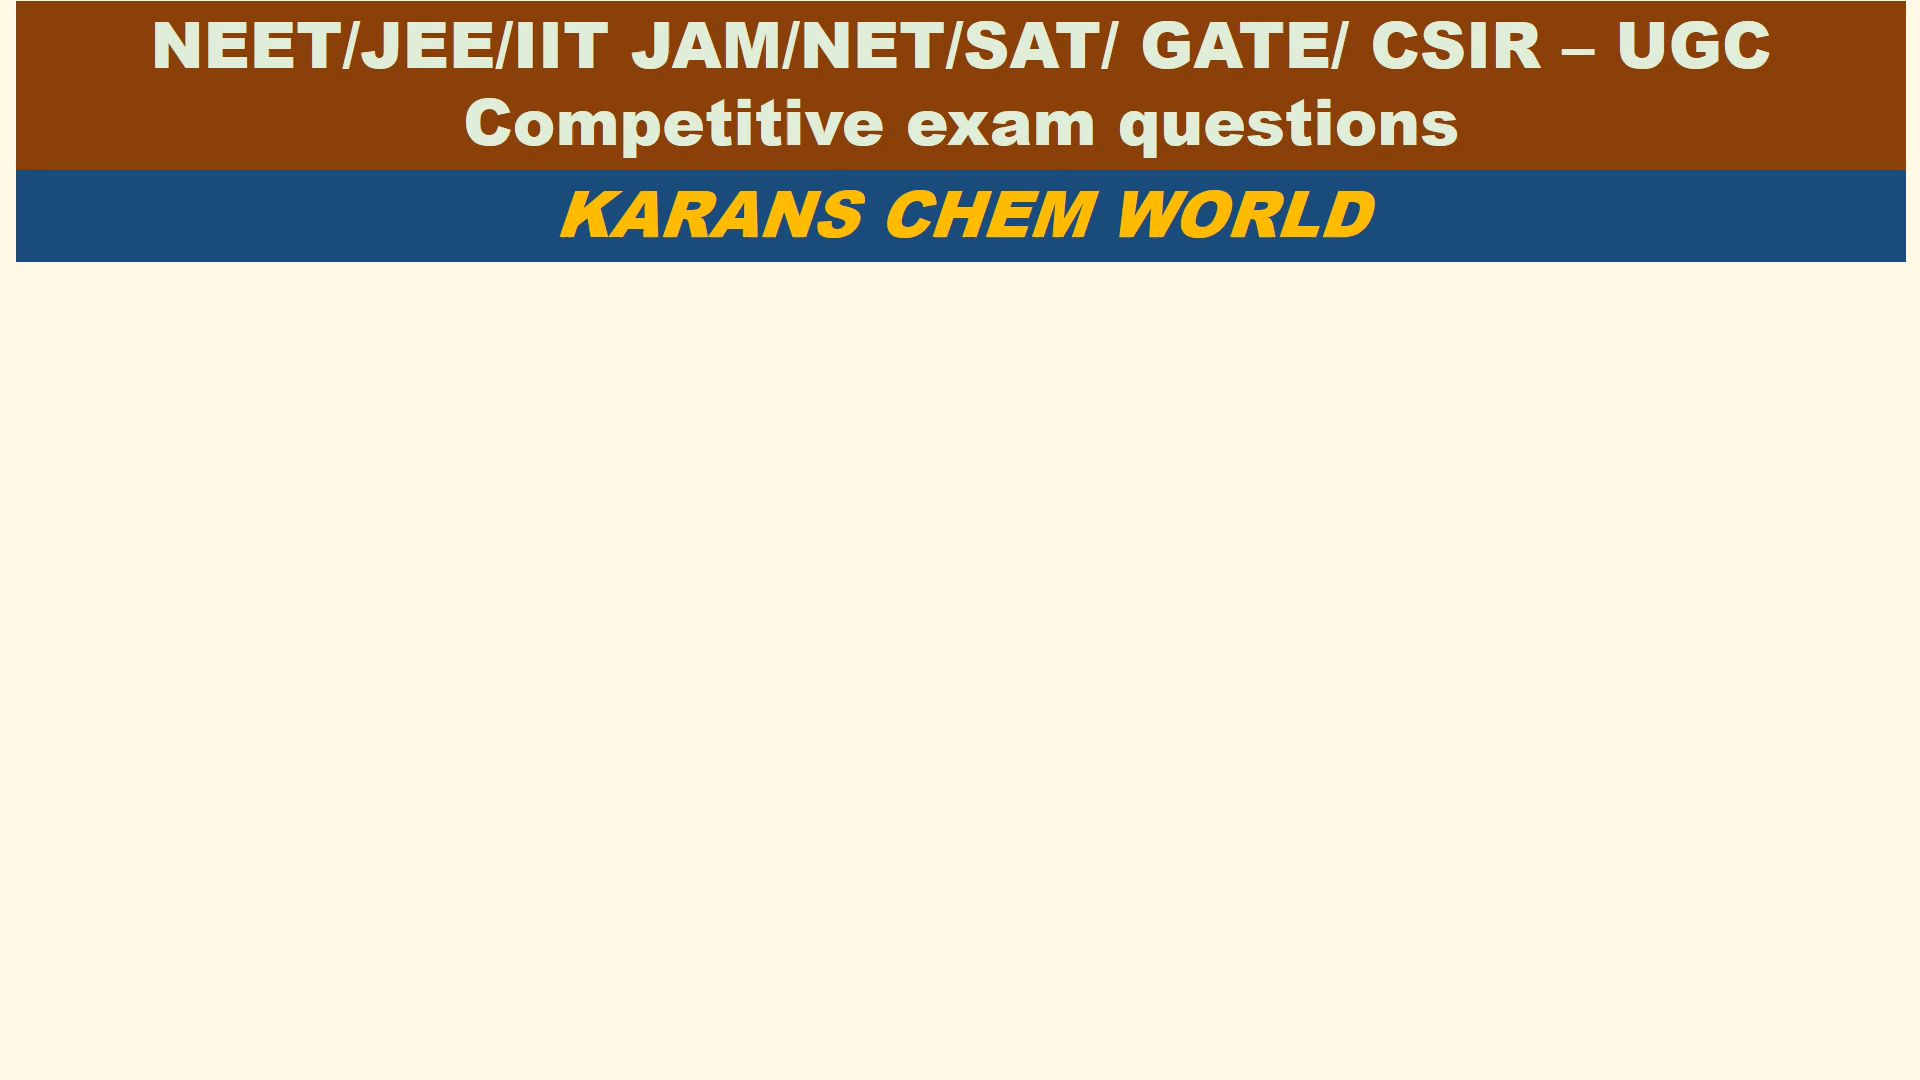 NEET/JEE/IIT JAM/NET/SAT/ GATE/ CSIR – UGC
Competitive exam questions
KARANS CHEM WORLD